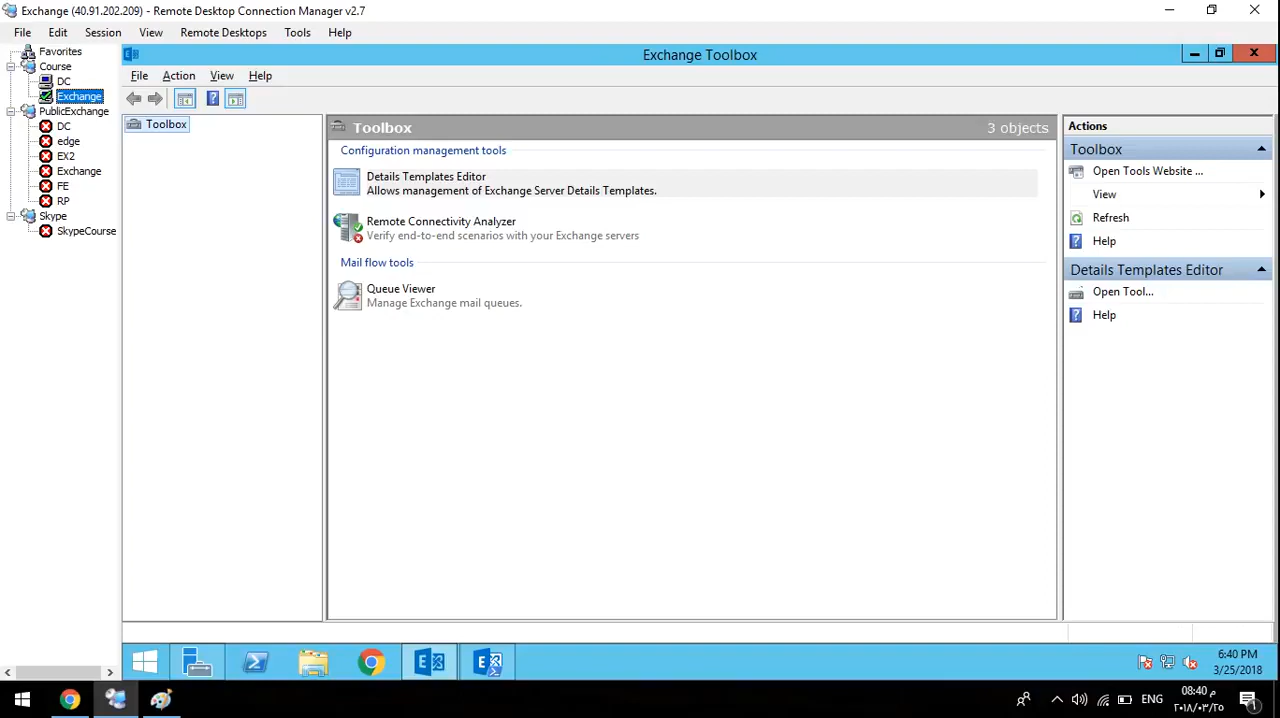 Exchange (40.91.202.209) - Remote Desktop Connection Manager v2.7
File Edit Session View Remote Desktops Tools Help
Favorites
Course
DC
Exchange
PublicExchange
DC
edge
EX2
Exchange
FE
RP
Skype
SkypeCourse
Exchange Toolbox
File Action View Help
Toolbox
Toolbox 3 objects
Configuration management tools
Details Templates Editor
Allows management of Exchange Server Details Templates.
Remote Connectivity Analyzer
Verify end-to-end scenarios with your Exchange servers
Mail flow tools
Queue Viewer
Manage Exchange mail queues.
Actions
Toolbox
Open Tools Website ...
View
Refresh
Help
Details Templates Editor
Open Tool...
Help
6:40 PM
3/25/2018
ENG
08:40 م
٢٠١٨/٠٣/٢٥
1